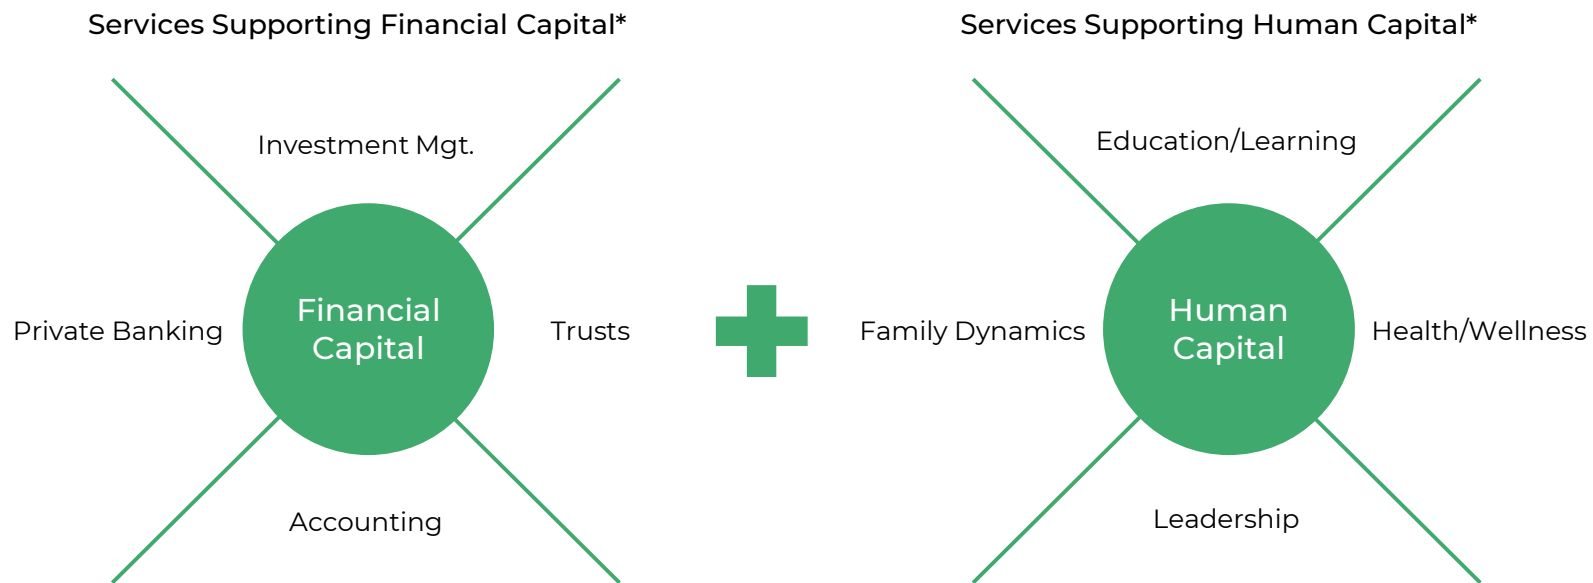 Services Supporting Financial Capital*
Investment Mgt.
Private Banking
Financial
Capital
Trusts
Accounting
Services Supporting Human Capital*
Education/Learning
Family Dynamics
Human
Capital
Health/Wellness
Leadership